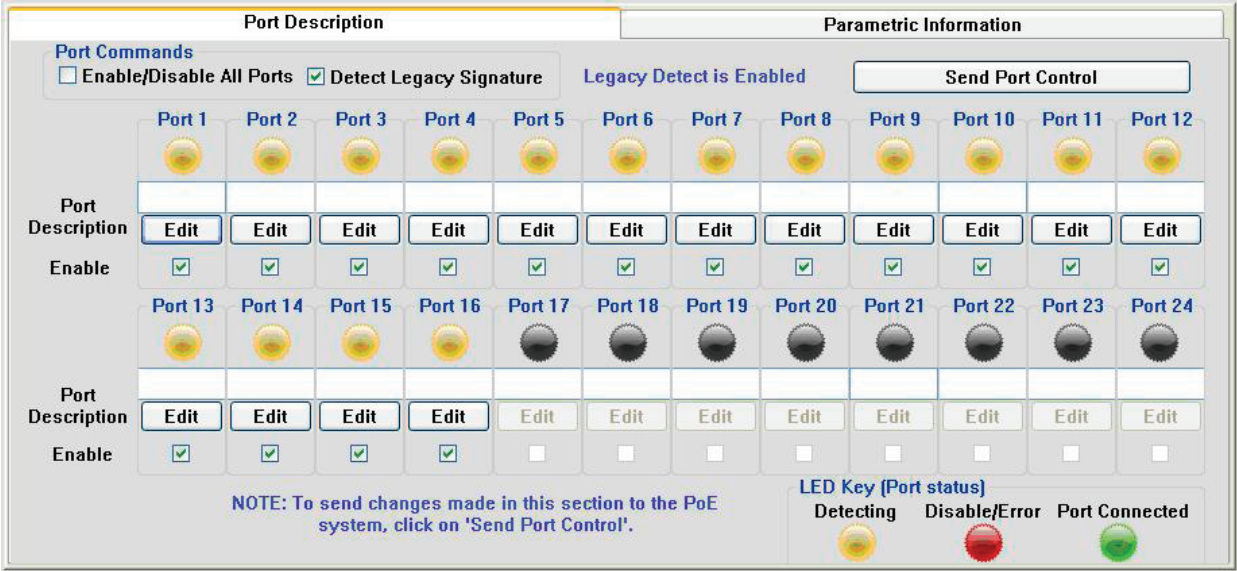 Port Description Parametric Information
Port Commands
Enable/Disable All Ports Detect Legacy Signature Legacy Detect is Enabled Send Port Control
Port 1 Port 2 Port 3 Port 4 Port 5 Port 6 Port 7 Port 8 Port 9 Port 10 Port 11 Port 12
Port
Description Edit Edit Edit Edit Edit Edit Edit Edit Edit Edit Edit Edit
Enable
Port 13 Port 14 Port 15 Port 16 Port 17 Port 18 Port 19 Port 20 Port 21 Port 22 Port 23 Port 24
Port
Description Edit Edit Edit Edit Edit Edit Edit Edit Edit Edit Edit Edit
Enable
NOTE: To send changes made in this section to the PoE
system, click on 'Send Port Control'.
LED Key (Port status)
Detecting Disable/Error Port Connected